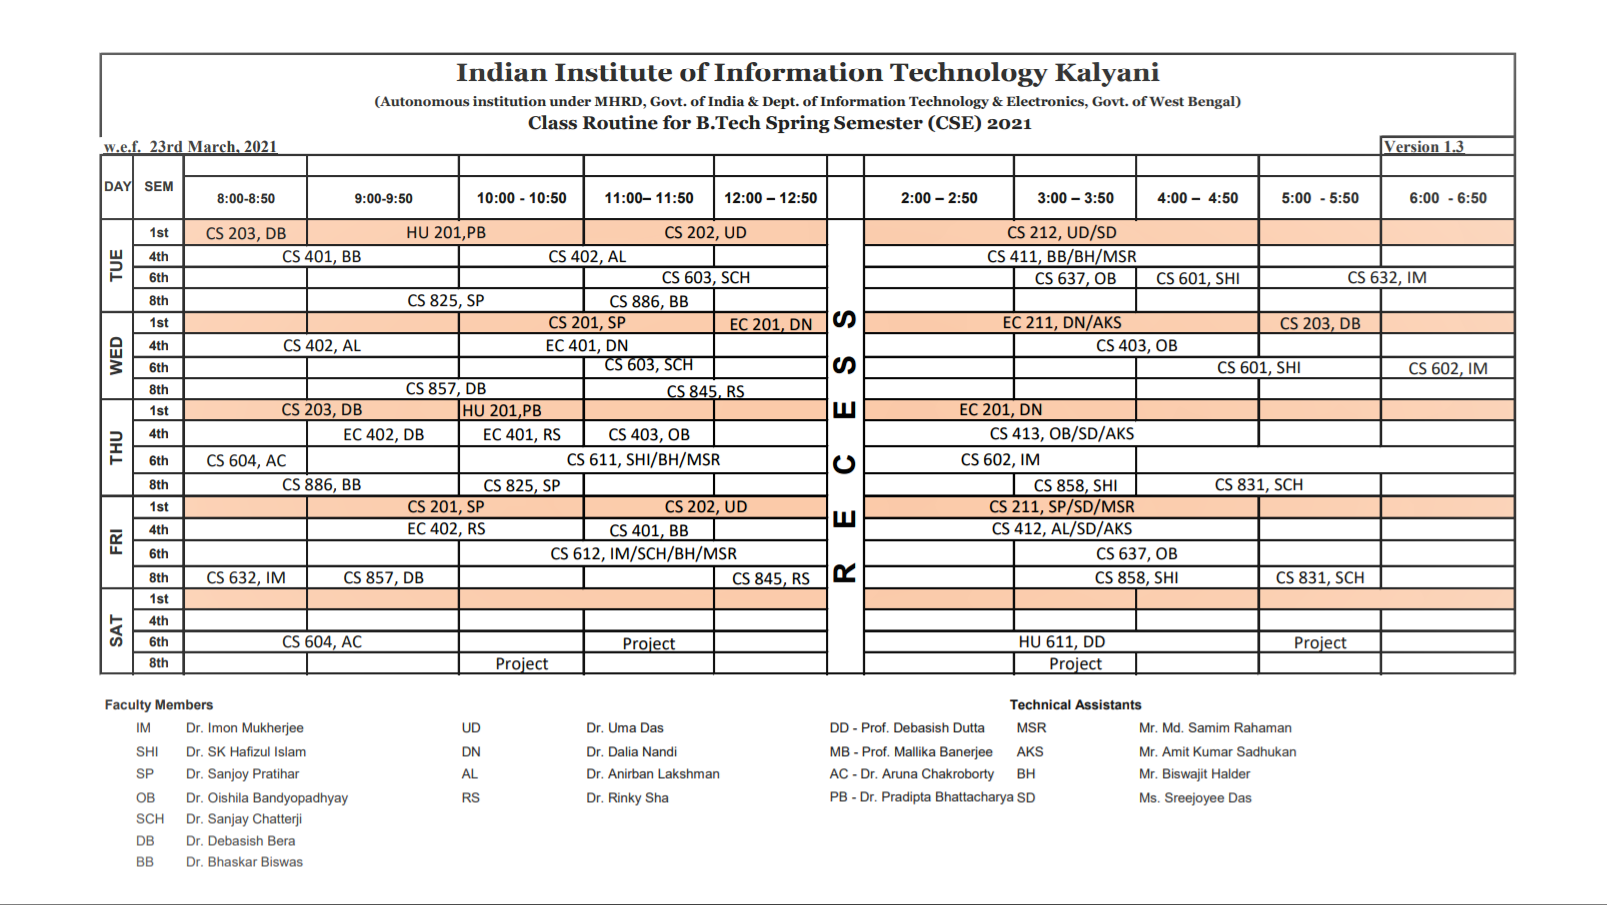 Indian Institute of Information Technology Kalyani
(Autonomous institution under MHRD, Govt. of India & Dept. of Information Technology & Electronics, Govt. of West Bengal)
Class Routine for B.Tech Spring Semester (CSE) 2021
w.e.f. 23rd March, 2021 Version 1.3
DAY SEM 8:00-8:50 9:00-9:50 10:00 - 10:50 11:00– 11:50 12:00 – 12:50 RECESS 2:00 – 2:50 3:00 – 3:50 4:00 – 4:50 5:00 - 5:50 6:00 - 6:50
TUE 1st CS 203, DB HU 201,PB CS 202, UD CS 212, UD/SD
4th CS 401, BB CS 402, AL CS 411, BB/BH/MSR
6th CS 603, SCH CS 637, OB CS 601, SHI CS 632, IM
8th CS 825, SP CS 886, BB
WED 1st CS 201, SP EC 201, DN EC 211, DN/AKS CS 203, DB
4th CS 402, AL EC 401, DN CS 403, OB
6th CS 603, SCH CS 601, SHI CS 602, IM
8th CS 857, DB CS 845, RS
THU 1st CS 203, DB HU 201,PB EC 201, DN
4th EC 402, DB EC 401, RS CS 403, OB CS 413, OB/SD/AKS
6th CS 604, AC CS 611, SHI/BH/MSR CS 602, IM
8th CS 886, BB CS 825, SP CS 858, SHI CS 831, SCH
FRI 1st CS 201, SP CS 202, UD CS 211, SP/SD/MSR
4th EC 402, RS CS 401, BB CS 412, AL/SD/AKS
6th CS 612, IM/SCH/BH/MSR CS 637, OB
8th CS 632, IM CS 857, DB CS 845, RS CS 858, SHI CS 831, SCH
SAT 1st
4th
6th CS 604, AC Project HU 611, DD Project
8th Project Project
Faculty Members Technical Assistants
IM Dr. Imon Mukherjee UD Dr. Uma Das DD - Prof. Debasish Dutta MSR Mr. Md. Samim Rahaman
SHI Dr. SK Hafizul Islam DN Dr. Dalia Nandi MB - Prof. Mallika Banerjee AKS Mr. Amit Kumar Sadhukan
SP Dr. Sanjoy Pratihar AL Dr. Anirban Lakshman AC - Dr. Aruna Chakroborty BH Mr. Biswajit Halder
OB Dr. Oishila Bandyopadhyay RS Dr. Rinky Sha PB - Dr. Pradipta Bhattacharya SD Ms. Sreejoyee Das
SCH Dr. Sanjay Chatterji
DB Dr. Debasish Bera
BB Dr. Bhaskar Biswas